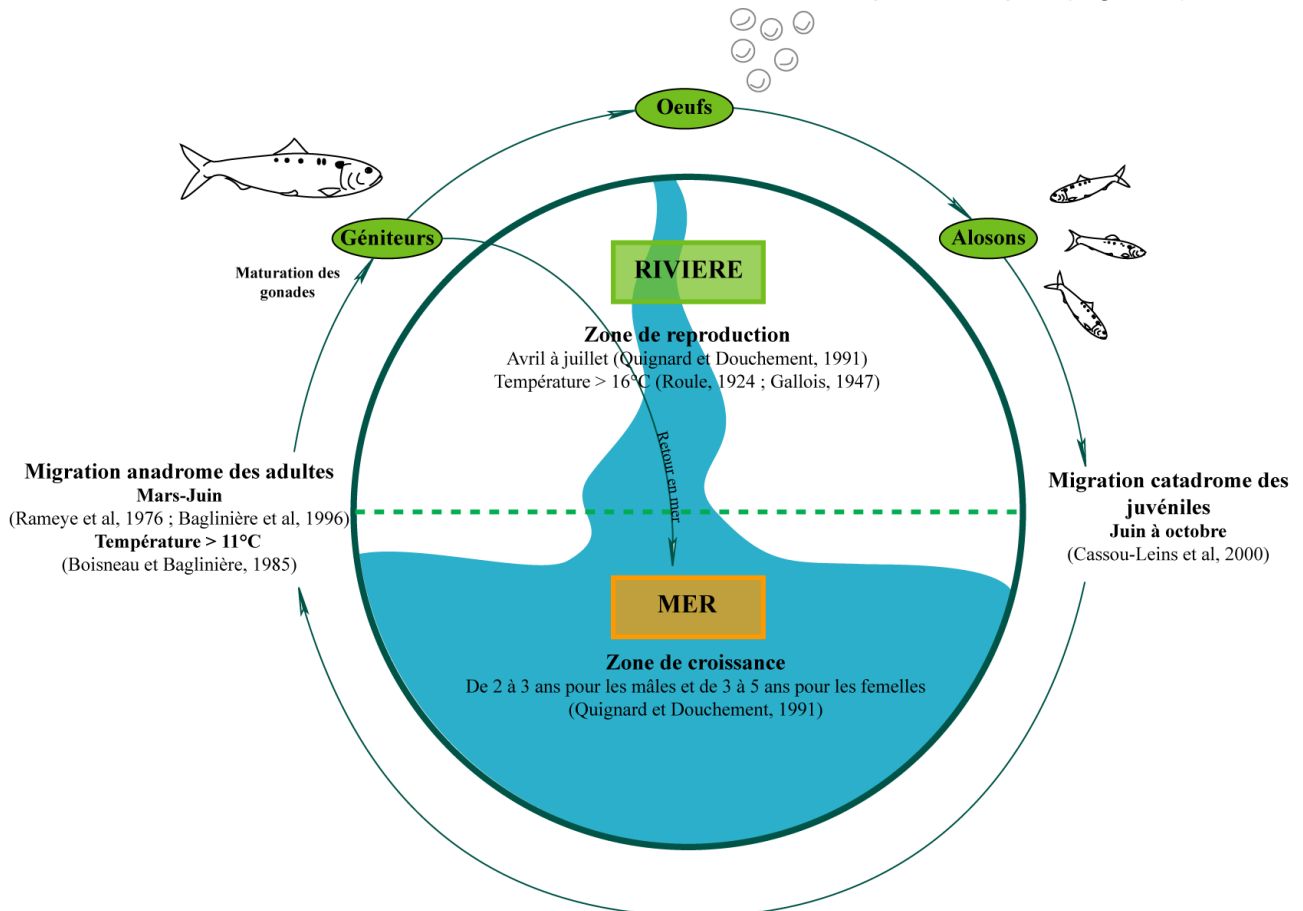 Oeufs
Géniteurs
Alosons
Maturation des
gonades
RIVIERE
Zone de reproduction
Avril à juillet (Quignard et Douchement, 1991)
Température > 16°C (Roule, 1924 ; Gallois, 1947)
Retour en mer
Migration anadrome des adultes
Mars-Juin
(Rameye et al, 1976 ; Baglinière et al, 1996)
Température > 11°C
(Boisneau et Baglinière, 1985)
Migration catadrome des
juvéniles
Juin à octobre
(Cassou-Leins et al, 2000)
MER
Zone de croissance
De 2 à 3 ans pour les mâles et de 3 à 5 ans pour les femelles
(Quignard et Douchement, 1991)